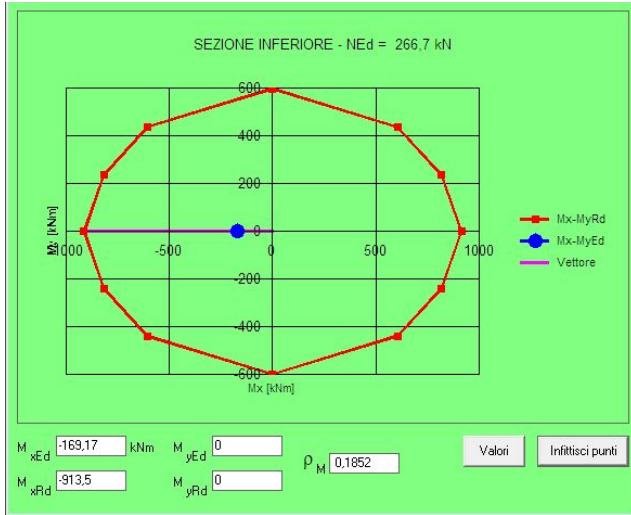 SEZIONE INFERIORE - NEd = 266,7 kN
600
400
200
0
-200
-400
-600
-500
0
500
1000
[kNm]
Mx [kNm]
Mx-MyRd
Mx-MyEd
Vettore
M xEd -169,17 kNm M yEd 0
ρ M 0,1852
Valori
Infittisci punti
M xRd -913,5 M yRd 0